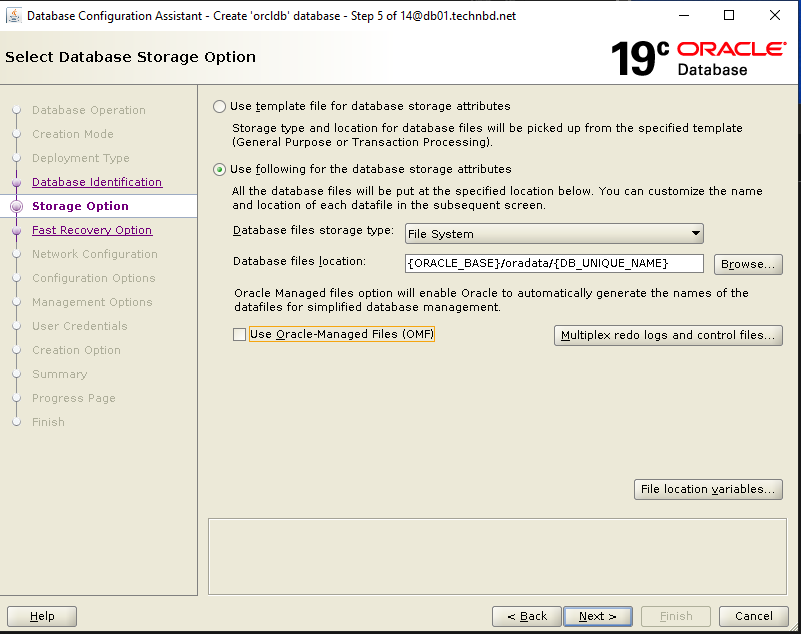 Database Configuration Assistant - Create 'orcldb' database - Step 5 of 14@db01.technbd.net
Select Database Storage Option
19c ORACLE
Database
Database Operation
Creation Mode
Deployment Type
Database Identification
Storage Option
Fast Recovery Option
Network Configuration
Configuration Options
Management Options
User Credentials
Creation Option
Summary
Progress Page
Finish
Use template file for database storage attributes
Storage type and location for database files will be picked up from the specified template
(General Purpose or Transaction Processing).
Use following for the database storage attributes
All the database files will be put at the specified location below. You can customize the name
and location of each datafile in the subsequent screen.
Database files storage type: File System
Database files location: {ORACLE_BASE}/oradata/{DB_UNIQUE_NAME} Browse...
Oracle Managed files option will enable Oracle to automatically generate the names of the
datafiles for simplified database management.
Use Oracle-Managed Files (OMF) Multiplex redo logs and control files...
File location variables...
Help < Back Next > Finish Cancel